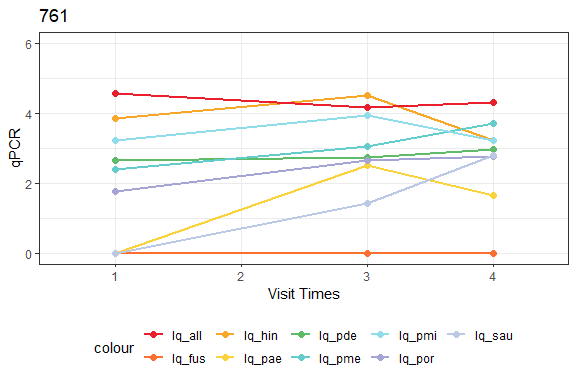 761
6
4
2
0
qPCR
1 2 3 4
Visit Times
colour
lq_all lq_hin lq_pde lq_pmi lq_sau
lq_fus lq_pae lq_pme lq_por